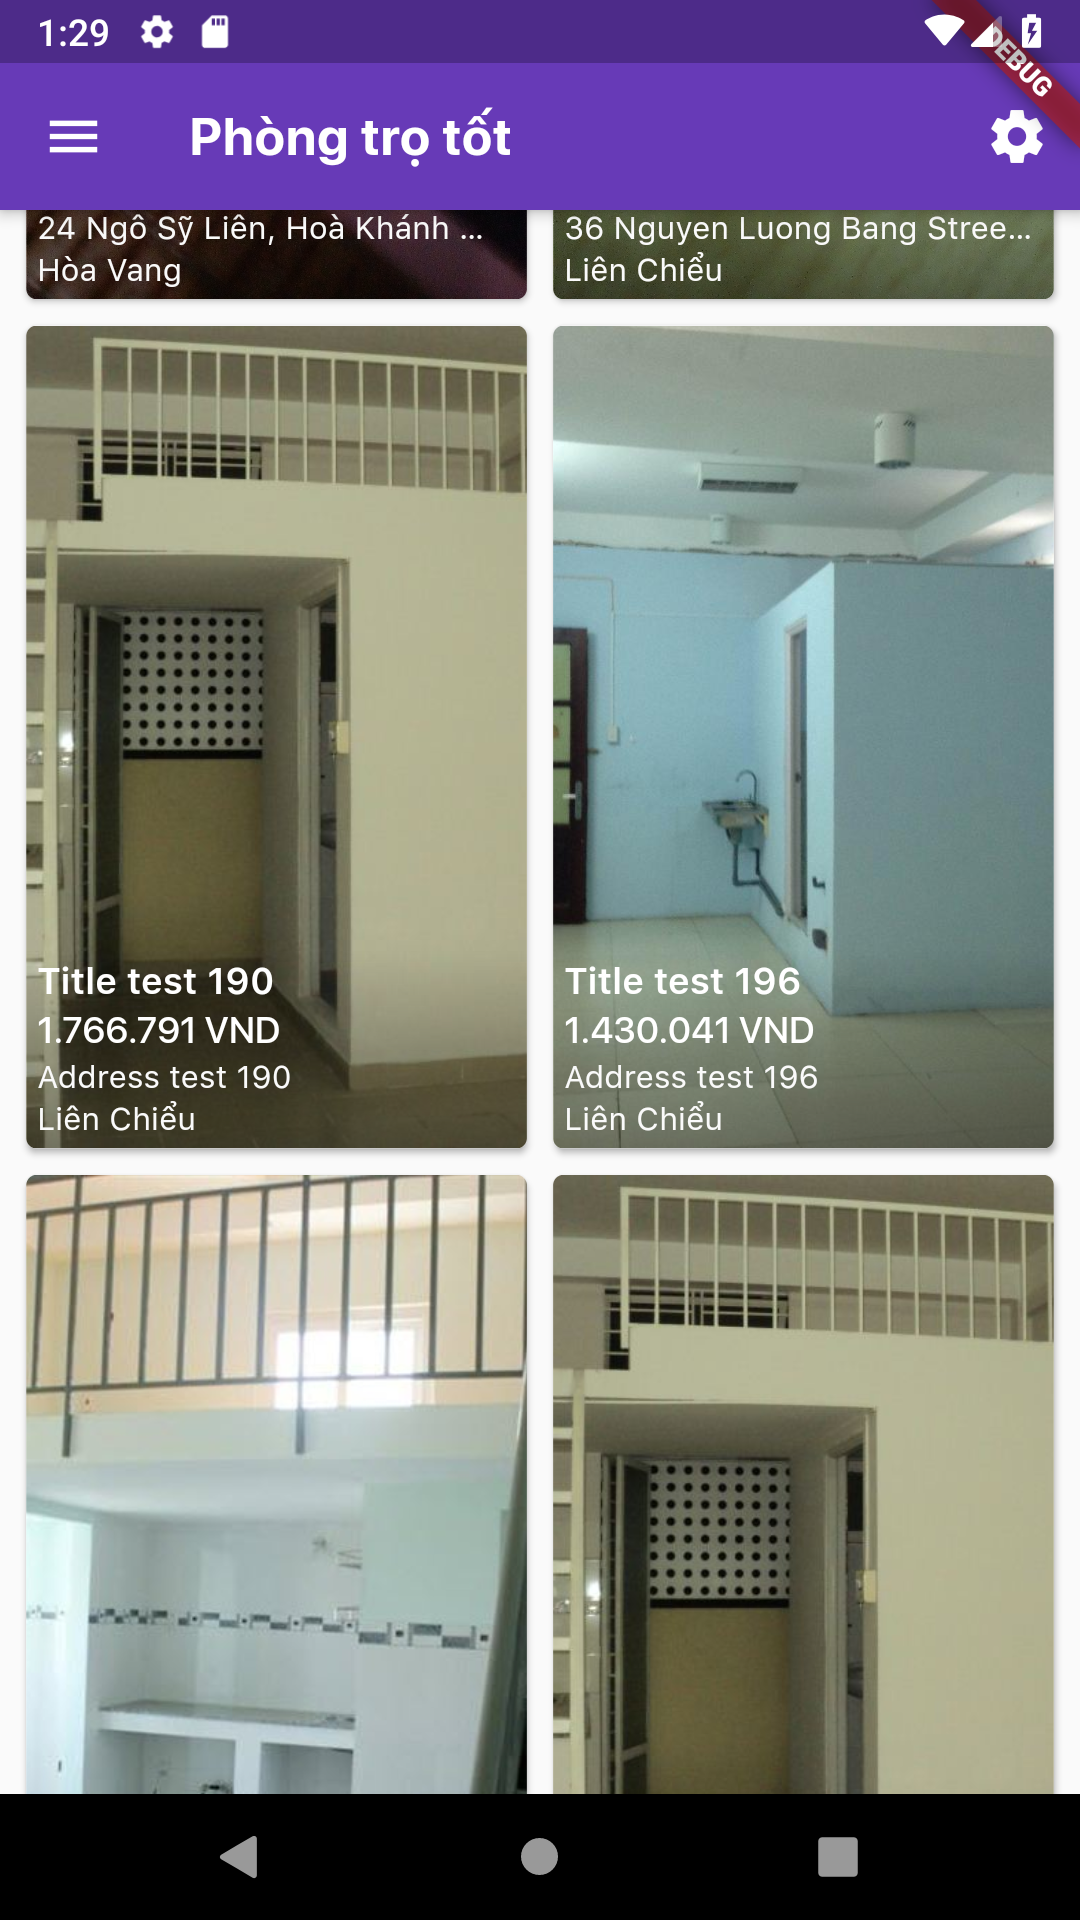 1:29
DEBUG
Phòng trọ tốt
24 Ngô Sỹ Liên, Hoà Khánh ...
Hòa Vang
36 Nguyen Luong Bang Stree...
Liên Chiểu
Title test 190
1.766.791 VND
Address test 190
Liên Chiểu
Title test 196
1.430.041 VND
Address test 196
Liên Chiểu